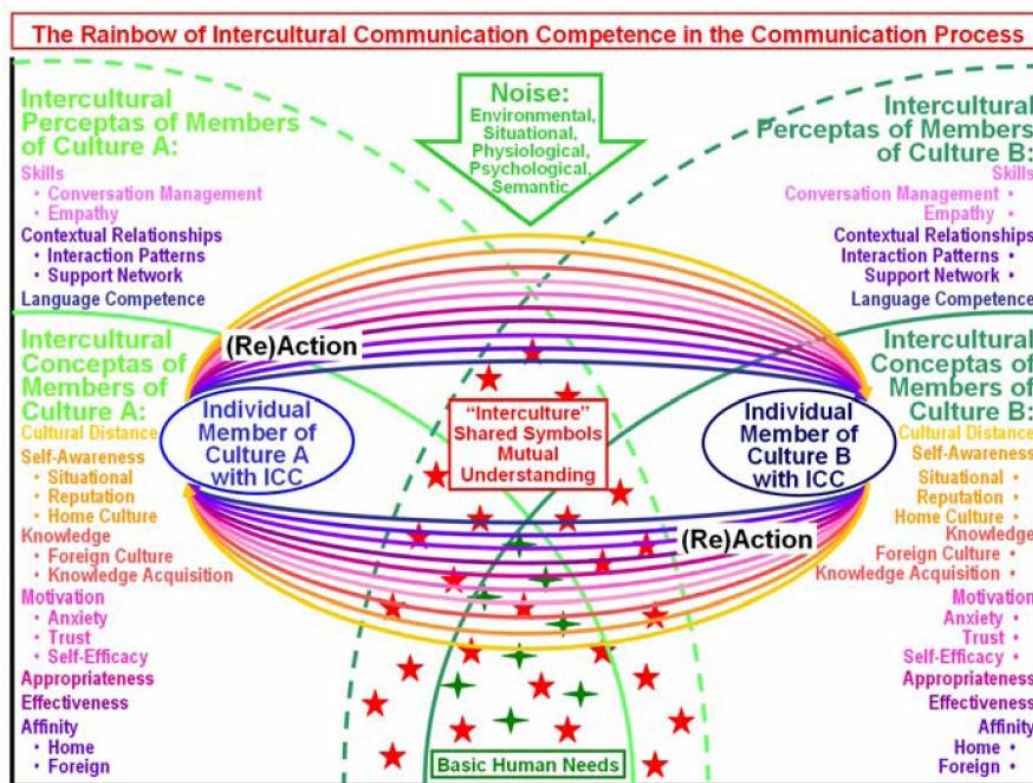 The Rainbow of Intercultural Communication Competence in the Communication Process
Intercultural
Perceptas of Members
of Culture A:
Skills
• Conversation Management
• Empathy
Contextual Relationships
• Interaction Patterns
• Support Network
Language Competence
Noise:
Environmental,
Situational,
Physiological,
Psychological,
Semantic
Intercultural
Perceptas of Members
of Culture B:
Skills
Conversation Management •
Empathy •
Contextual Relationships
Interaction Patterns •
Support Network •
Language Competence
(Re)Action
Intercultural
Conceptas of
Members of
Culture A:
Cultural Distance
Self-Awareness
• Situational
• Reputation
• Home Culture
Knowledge
• Foreign Culture
• Knowledge Acquisition
Motivation
• Anxiety
• Trust
• Self-Efficacy
Appropriateness
Effectiveness
Affinity
• Home
• Foreign
Individual
Member of
Culture A
with ICC
"Interculture"
Shared Symbols
Mutual
Understanding
Individual
Member of
Culture B
with ICC
(Re)Action
Intercultural
Conceptas of
Members of
Culture B:
Cultural Distance
Self-Awareness
Situational •
Reputation •
Home Culture •
Knowledge
Foreign Culture •
Knowledge Acquisition •
Motivation
Anxiety •
Trust •
Self-Efficacy •
Appropriateness
Effectiveness
Affinity
Home •
Foreign •
Basic Human Needs